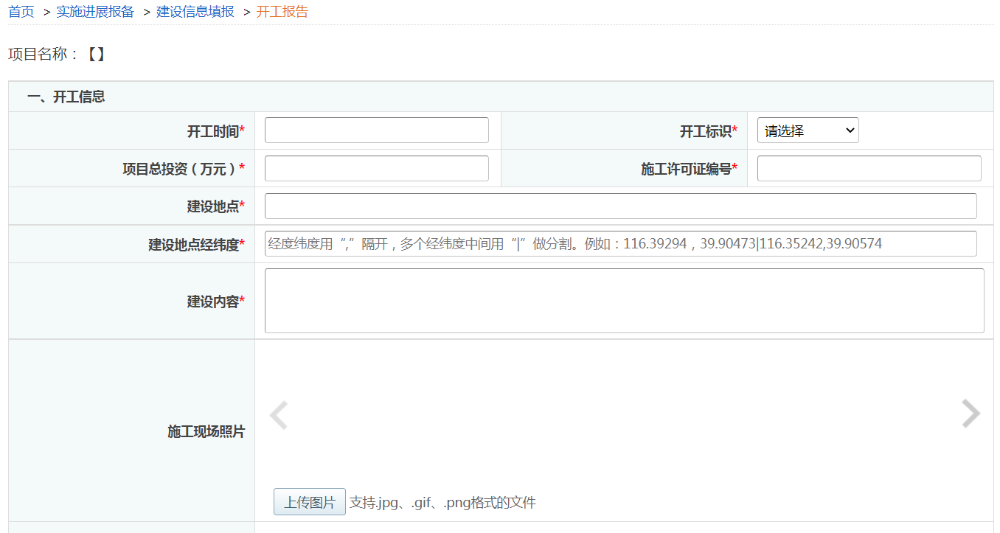 首页 > 实施进展报备 > 建设信息填报 > 开工报告
项目名称：【】
一、开工信息
开工时间* 开工标识* 请选择
项目总投资（万元）* 施工许可证编号*
建设地点*
建设地点经纬度* 经度纬度用“,”隔开，多个经纬度中间用“|”做分割。例如：116.39294，39.90473|116.35242,39.90574
建设内容*
施工现场照片
上传图片 支持.jpg、.gif、.png格式的文件